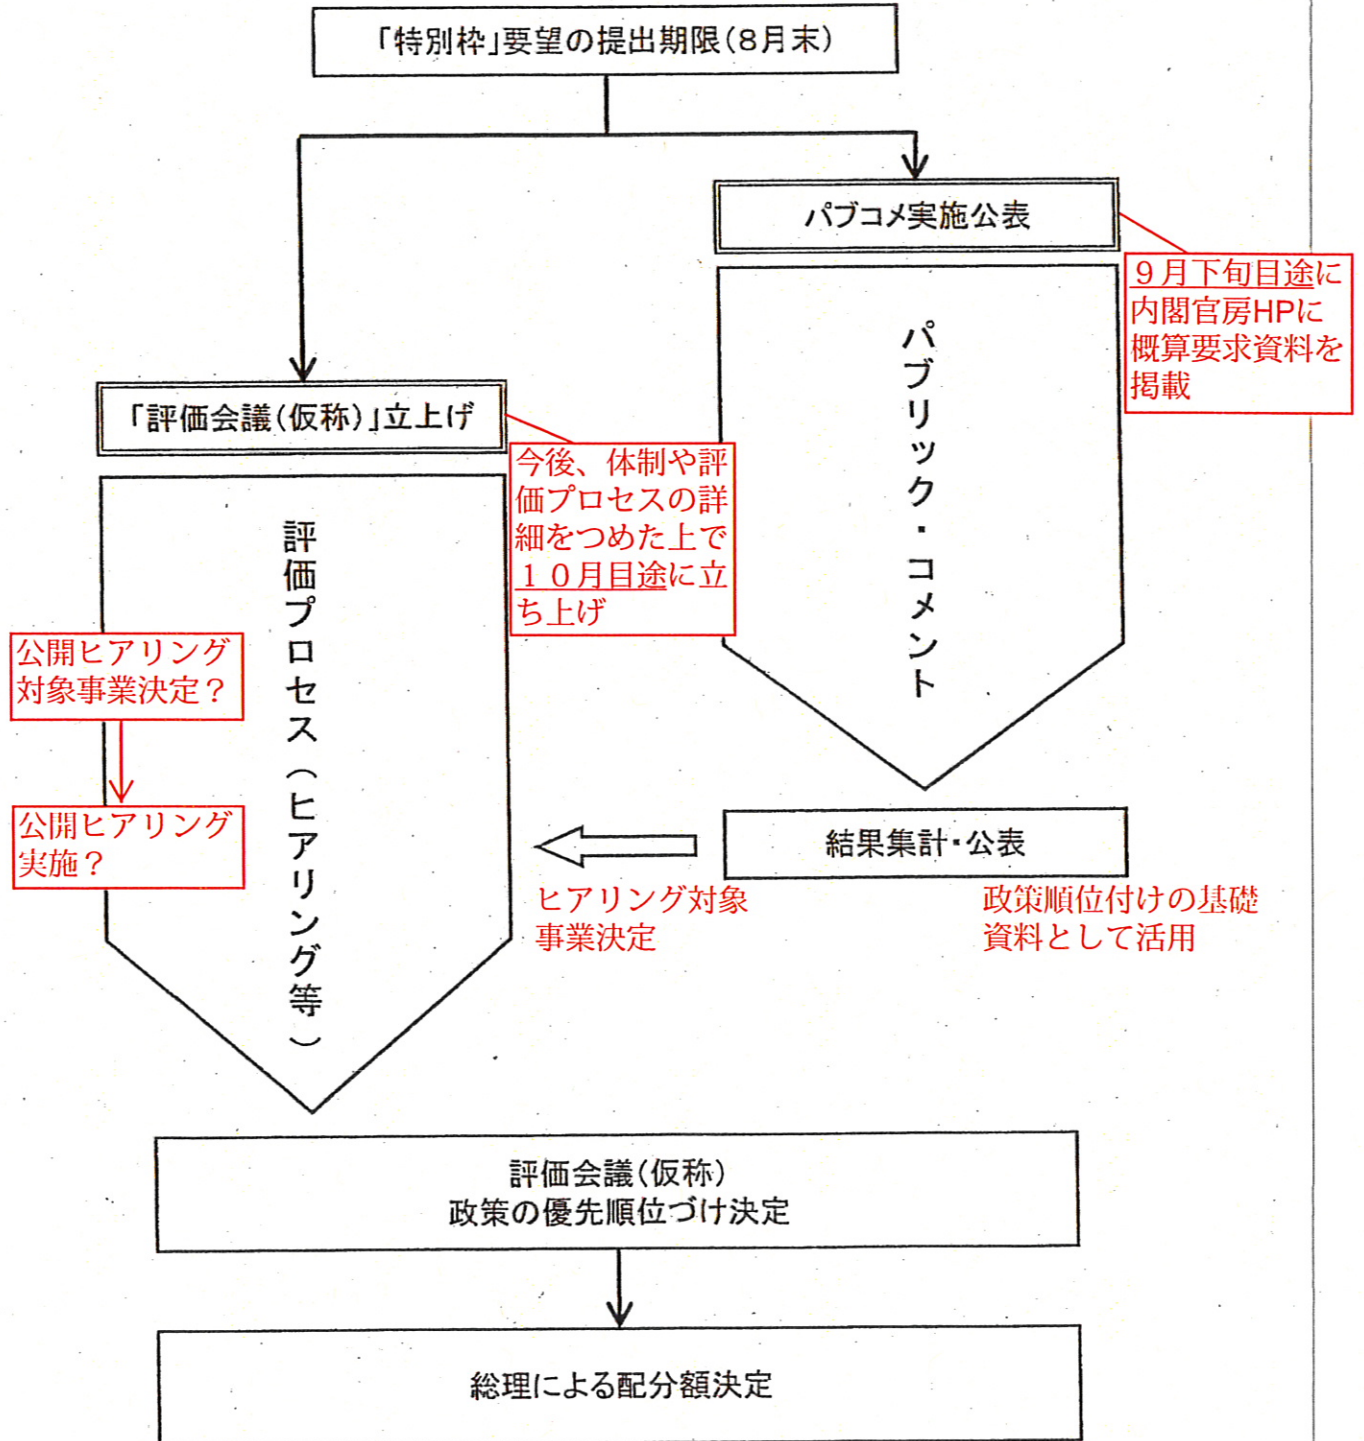 「特別枠」要望の提出期限（８月末）
パブコメ実施公表
９月下旬目途に
内閣官房HPに
概算要求資料を
掲載
パブリック・コメント
「評価会議（仮称）」立上げ
今後、体制や評
価プロセスの詳
細をつめた上で
１０月目途に立
ち上げ
評価プロセス（ヒアリング等）
公開ヒアリング
対象事業決定？
公開ヒアリング
実施？
結果集計・公表
ヒアリング対象
事業決定
政策順位付けの基礎
資料として活用
評価会議（仮称）
政策の優先順位づけ決定
総理による配分額決定